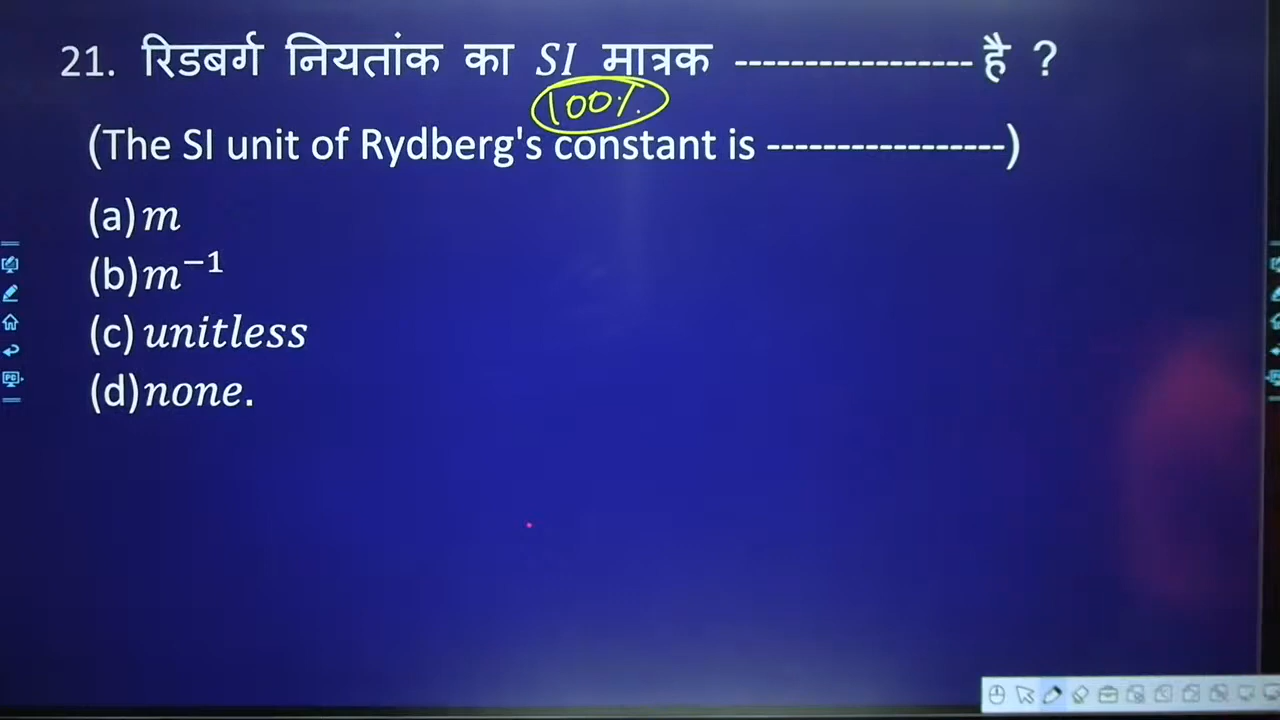 21. रिडबर्ग नियतांक का SI मात्रक ----------------- है ?
100%
(The SI unit of Rydberg's constant is -----------------)
(a) m
(b) m⁻¹
(c) unitless
(d) none.